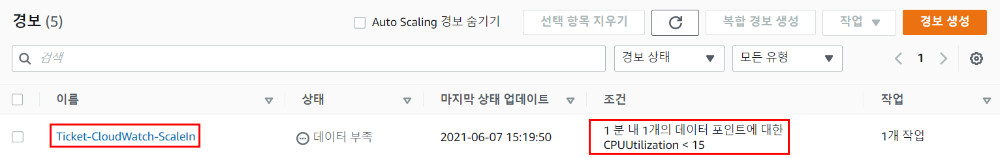 경보 (5)
Auto Scaling 경보 숨기기
선택 항목 지우기
복합 경보 생성
작업
경보 생성
검색
경보 상태
모든 유형
1
이름
상태
마지막 상태 업데이트
조건
작업
Ticket-CloudWatch-ScaleIn
데이터 부족
2021-06-07 15:19:50
1 분 내 1개의 데이터 포인트에 대한
CPUUtilization < 15
1개 작업